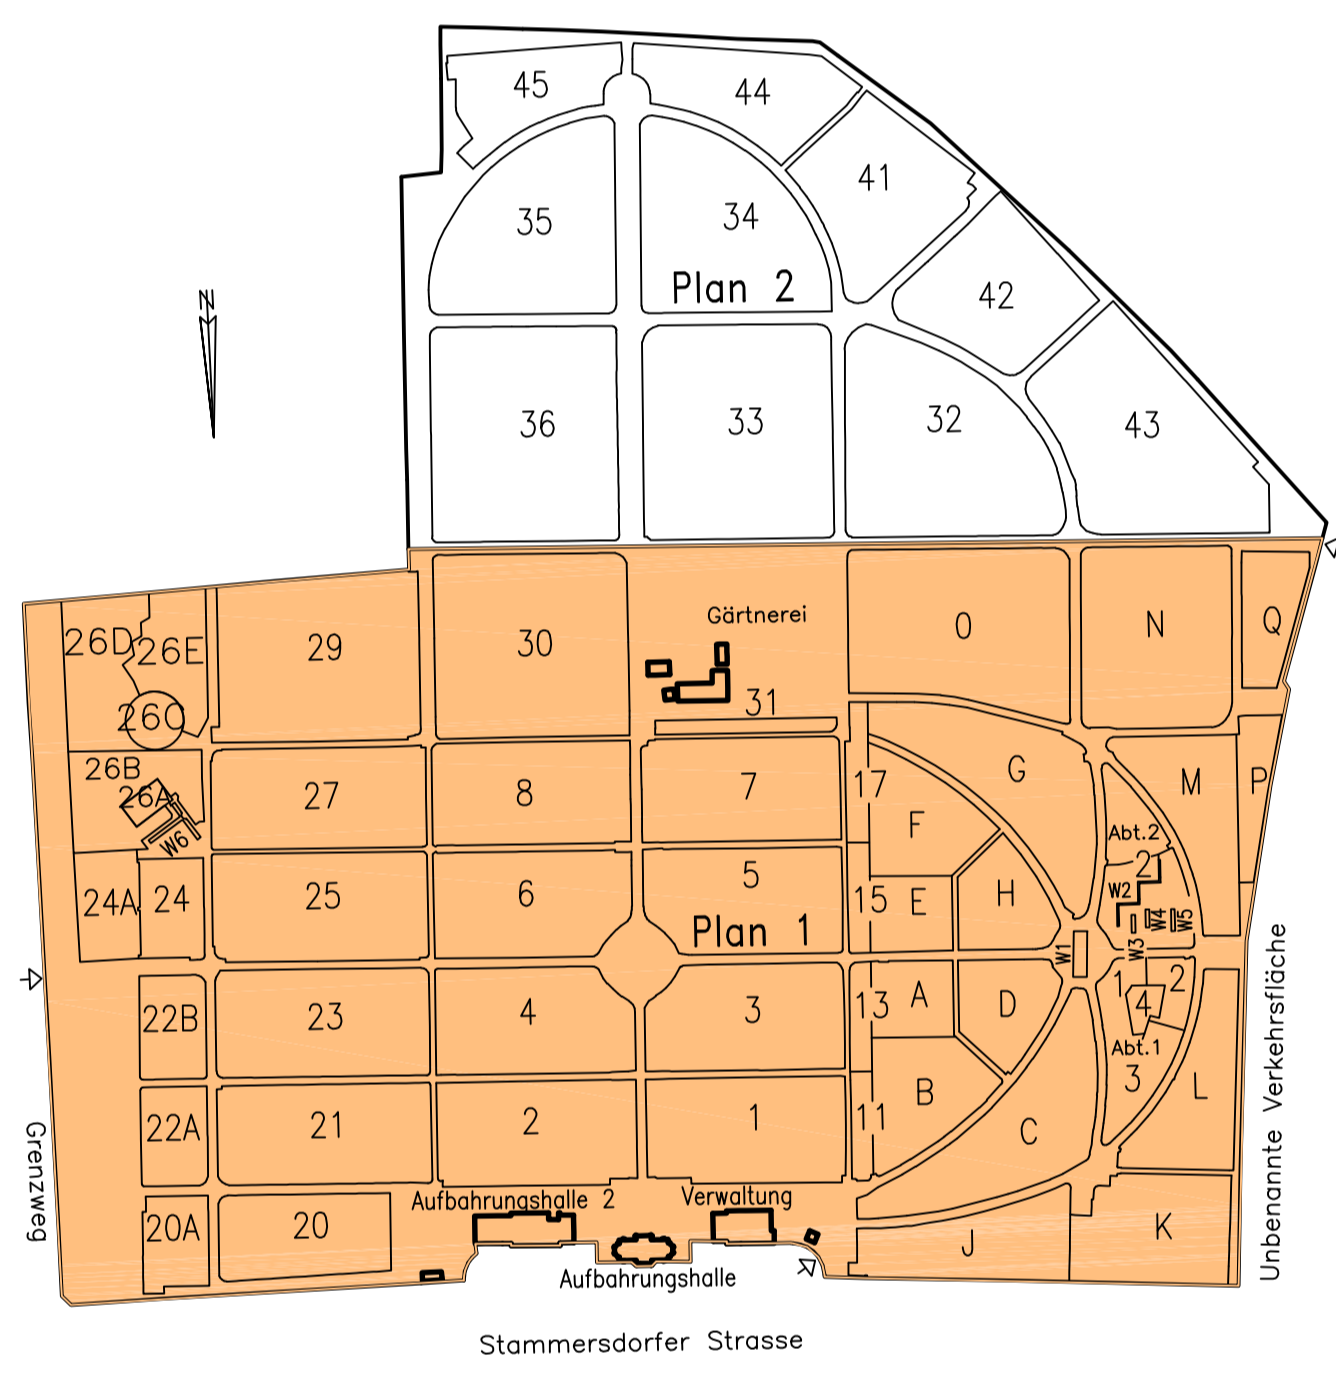 45
44
41
35
34
Plan 2
42
N
36
33
32
43
Gärtnerei
O
N
Q
26D
26E
29
30
31
26C
26B
26A
W6
27
8
7
17
G
M
P
F
Abt.2
2
24A
24
25
6
5
Plan 1
15
E
H
W2
W4
W5
W3
W1
22B
23
4
3
13
A
D
1
2
4
Abt.1
3
L
22A
21
2
1
11
B
C
Grenzweg
Unbenannte Verkehrsfläche
20A
20
Aufbahrungshalle 2
Verwaltung
J
K
Aufbahrungshalle
Stammersdorfer Strasse